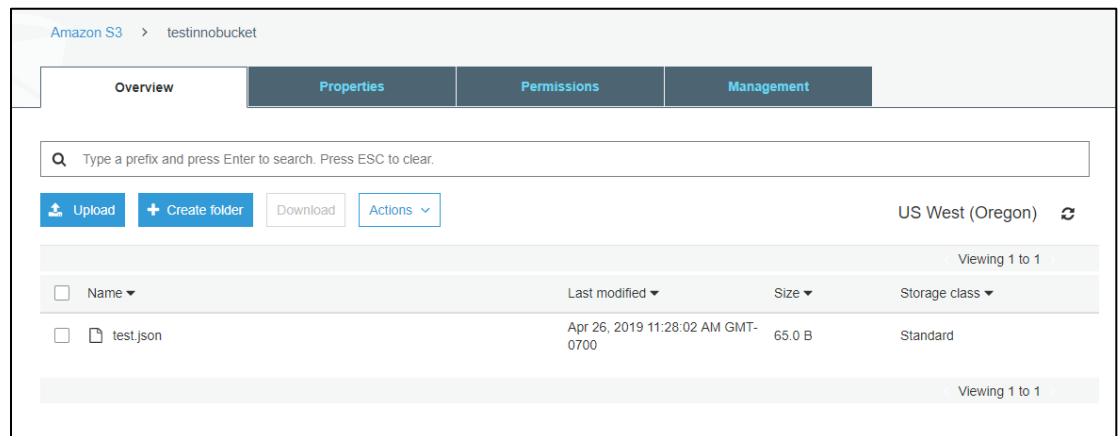 Amazon S3 > testinnobucket
Overview Properties Permissions Management
Type a prefix and press Enter to search. Press ESC to clear.
Upload + Create folder Download Actions US West (Oregon)
Viewing 1 to 1
Name Last modified Size Storage class
test.json Apr 26, 2019 11:28:02 AM GMT-
0700 65.0 B Standard
Viewing 1 to 1